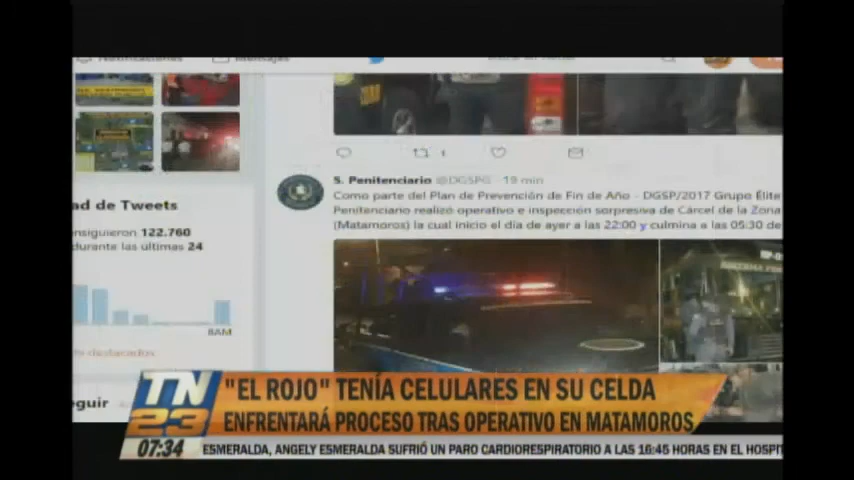 Notificaciones
Mensajes
1
S. Penitenciario @DGSPG · 19 min
Como parte del Plan de Prevención de Fin de Año - DGSP/2017 Grupo Élite
Penitenciario realizó operativo e inspección sorpresiva de Cárcel de la Zona
(Matamoros) la cual inicio el día de ayer a las 22:00 y culmina a las 05:30 de
ad de Tweets
nsiguieron 122.760
durante las últimas 24
8AM
s destacados
guir
"EL ROJO" TENÍA CELULARES EN SU CELDA
ENFRENTARÁ PROCESO TRAS OPERATIVO EN MATAMOROS
TN
23
07:34
ESMERALDA, ANGELY ESMERALDA SUFRIÓ UN PARO CARDIORESPIRATORIO A LAS 16:45 HORAS EN EL HOSPIT